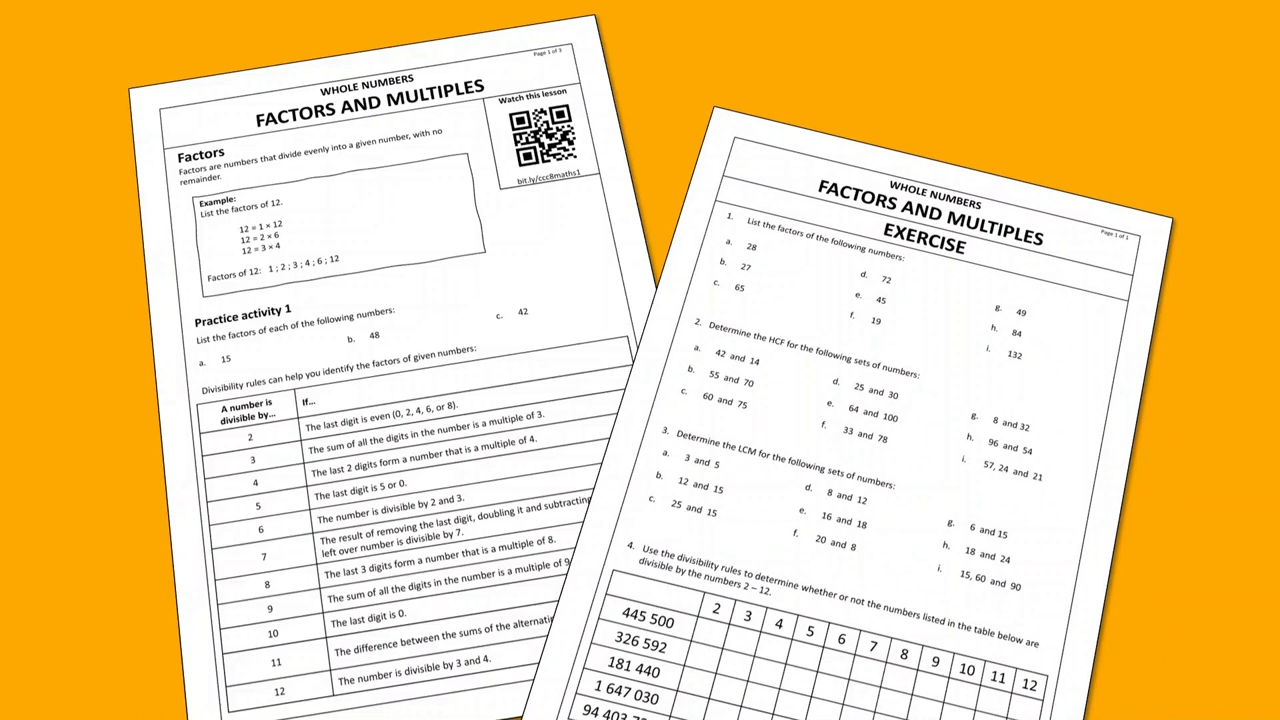 Page 1 of 3
WHOLE NUMBERS
FACTORS AND MULTIPLES
Watch this lesson
bit.ly/ccc8maths1
Factors
Factors are numbers that divide evenly into a given number, with no
remainder.
Example:
List the factors of 12.
12 = 1 × 12
12 = 2 × 6
12 = 3 × 4
Factors of 12: 1 ; 2 ; 3 ; 4 ; 6 ; 12
Practice activity 1
List the factors of each of the following numbers:
a. 15 b. 48 c. 42
Divisibility rules can help you identify the factors of given numbers:
A number is
divisible by...
If...
2 The last digit is even (0, 2, 4, 6, or 8).
3 The sum of all the digits in the number is a multiple of 3.
4 The last 2 digits form a number that is a multiple of 4.
5 The last digit is 5 or 0.
6 The number is divisible by 2 and 3.
7 The result of removing the last digit, doubling it and subtracting
left over number is divisible by 7.
8 The last 3 digits form a number that is a multiple of 8.
9 The sum of all the digits in the number is a multiple of 9
10 The last digit is 0.
11 The difference between the sums of the
12 The number is divisible by 3 and 4.
Page 1 of 1
WHOLE NUMBERS
FACTORS AND MULTIPLES
EXERCISE
1. List the factors of the following numbers:
a. 28 d. 72 g. 49
b. 27 e. 45 h. 84
c. 65 f. 19 i. 132
2. Determine the HCF for the following sets of numbers:
a. 42 and 14 d. 25 and 30 g. 8 and 32
b. 55 and 70 e. 64 and 100 h. 96 and 54
c. 60 and 75 f. 33 and 78 i. 57, 24 and 21
3. Determine the LCM for the following sets of numbers:
a. 3 and 5 d. 8 and 12 g. 6 and 15
b. 12 and 15 e. 16 and 18 h. 18 and 24
c. 25 and 15 f. 20 and 8 i. 15, 60 and 90
4. Use the divisibility rules to determine whether or not the numbers listed in the table below are
divisible by the numbers 2 – 12.
2 3 4 5 6 7 8 9 10 11 12
445 500
326 592
181 440
1 647 030
94 403